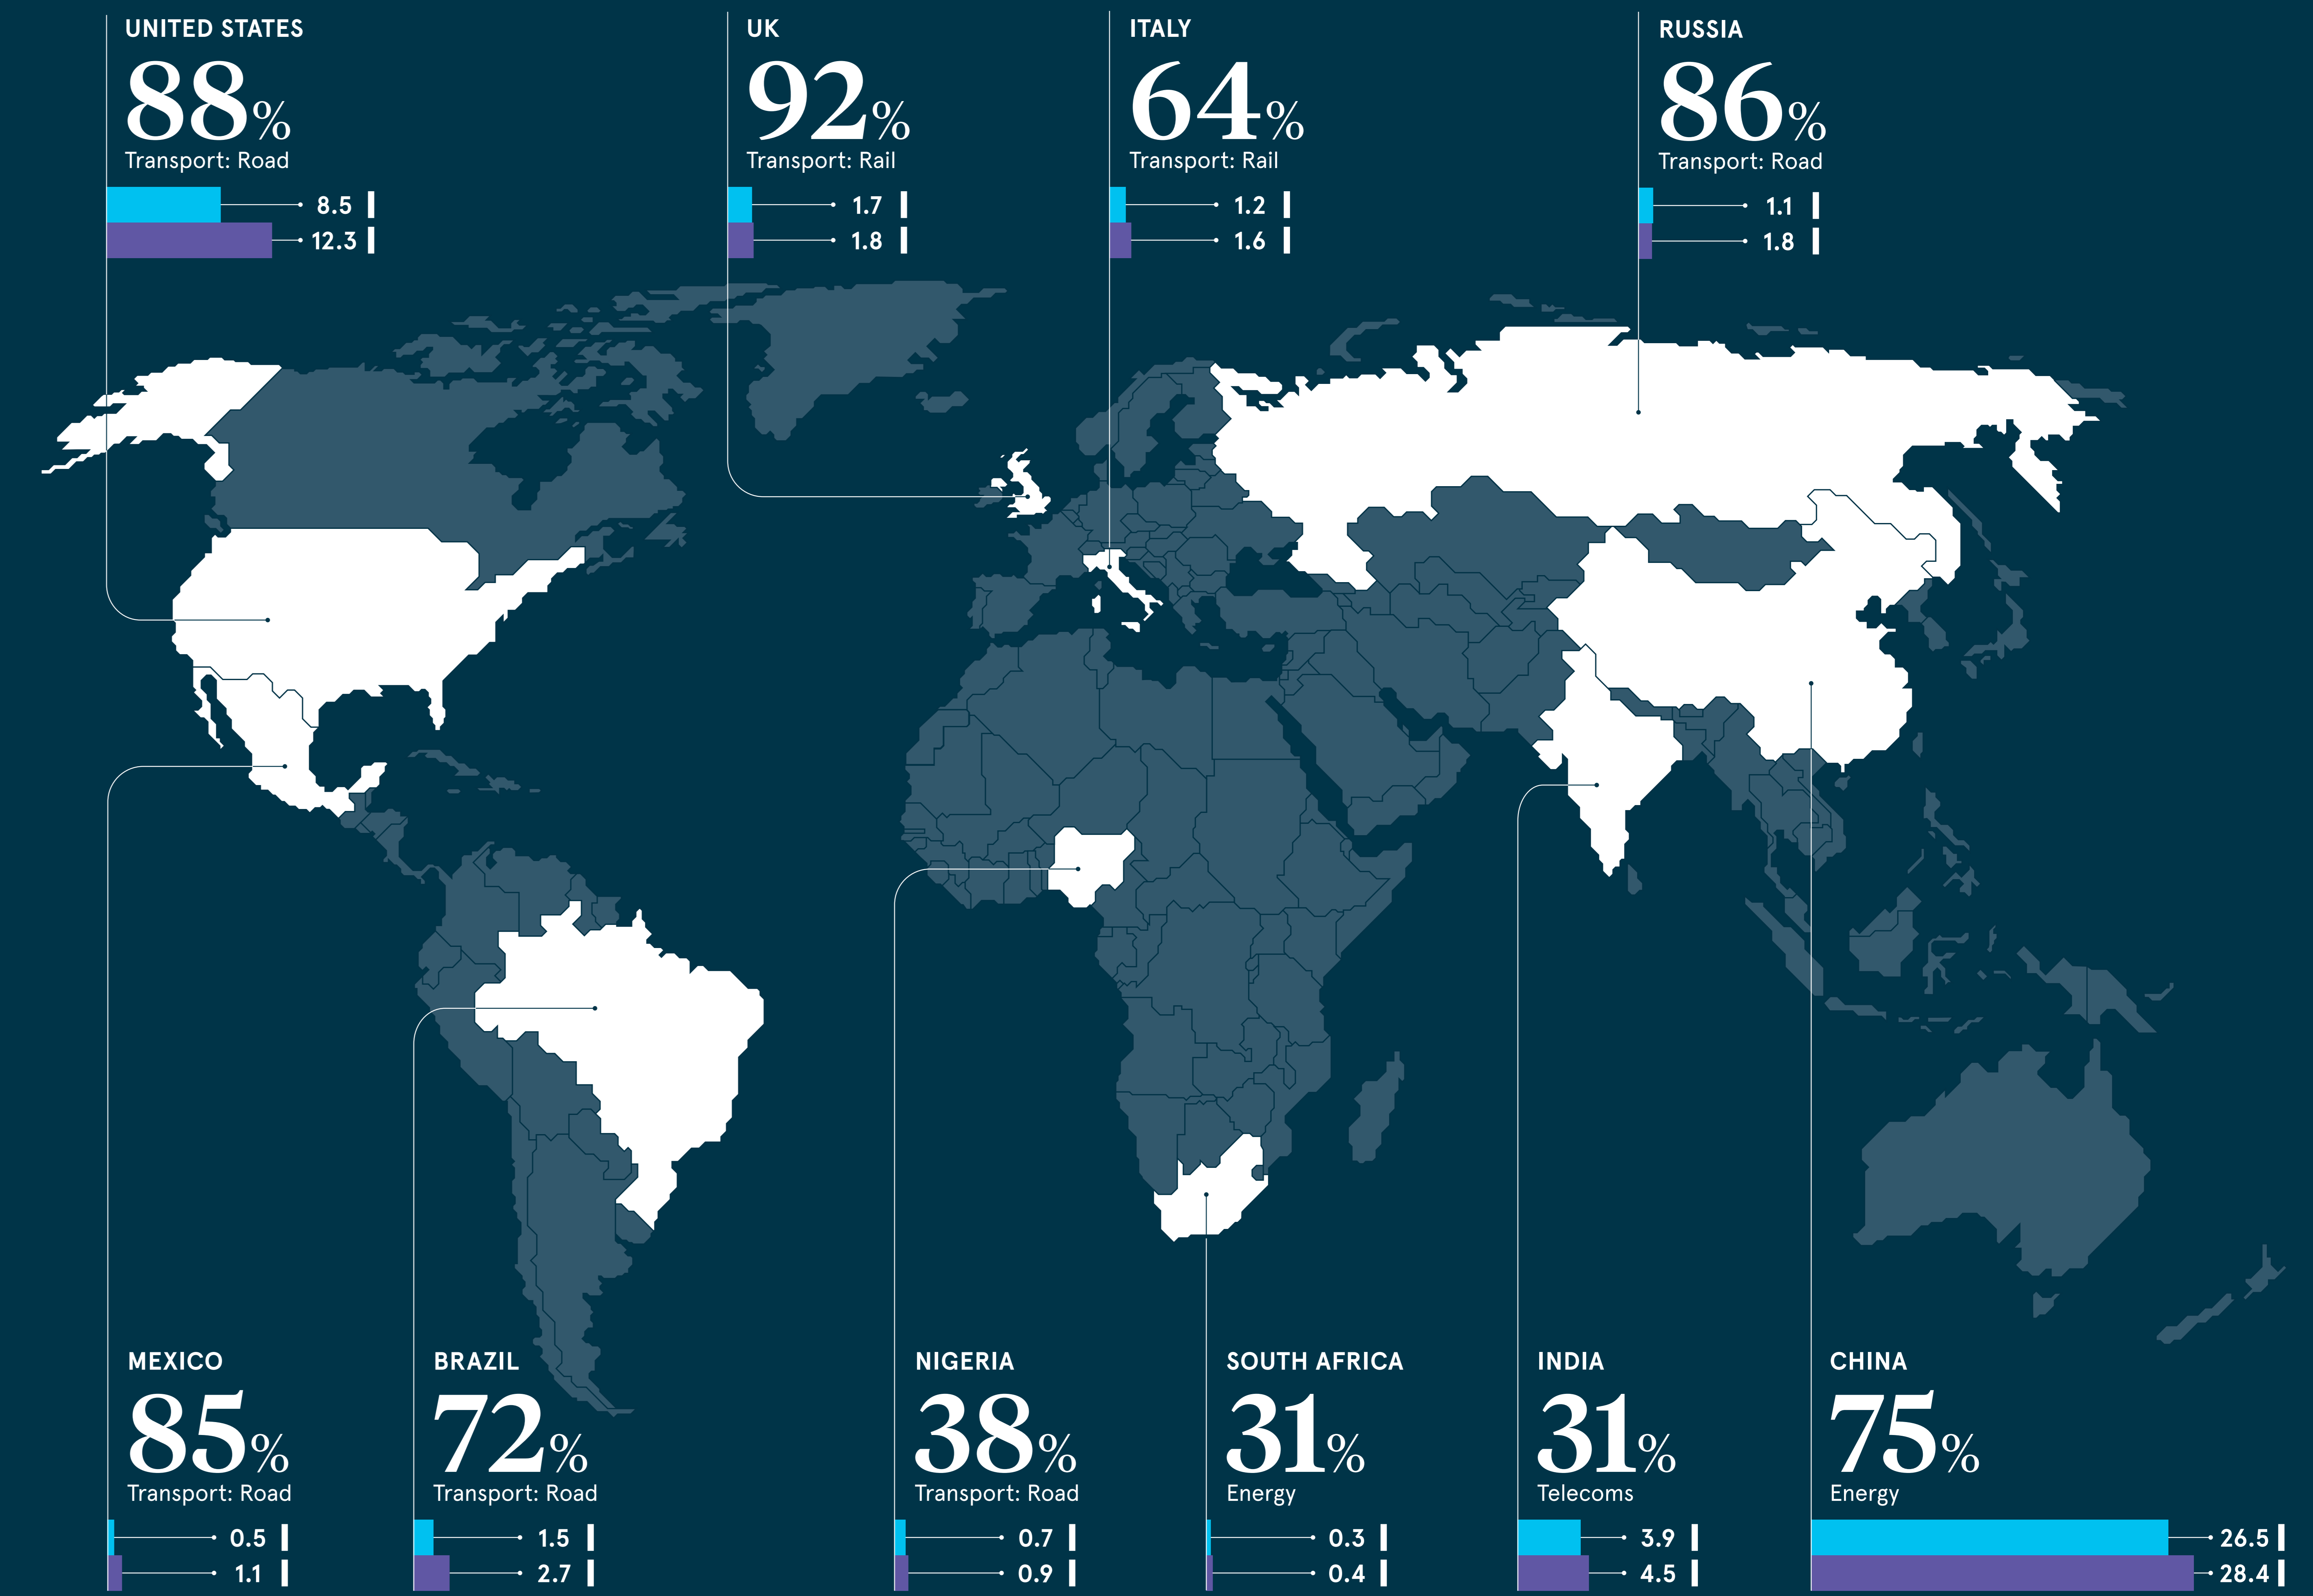 UNITED STATES
88%
Transport: Road
8.5
12.3
UK
92%
Transport: Rail
1.7
1.8
ITALY
64%
Transport: Rail
1.2
1.6
RUSSIA
86%
Transport: Road
1.1
1.8
MEXICO
85%
Transport: Road
0.5
1.1
BRAZIL
72%
Transport: Road
1.5
2.7
NIGERIA
38%
Transport: Road
0.7
0.9
SOUTH AFRICA
31%
Energy
0.3
0.4
INDIA
31%
Telecoms
3.9
4.5
CHINA
75%
Energy
26.5
28.4